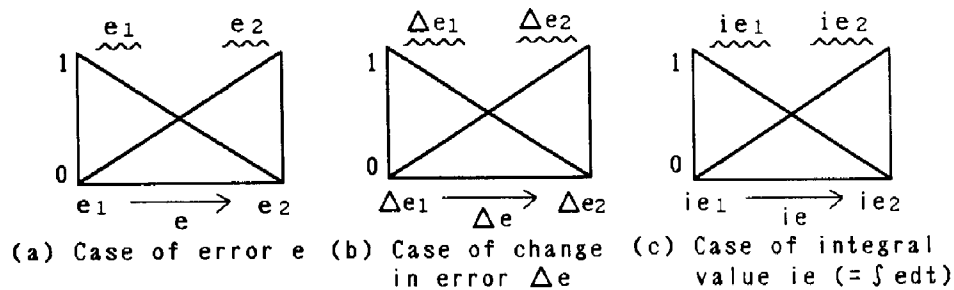 e1 e2
1
0
e1 e2
e
(a) Case of error e
Δe1 Δe2
1
0
Δe1 Δe2
Δe
(b) Case of change
in error Δe
ie1 ie2
1
0
ie1 ie2
ie
(c) Case of integral
value ie (=∫edt)